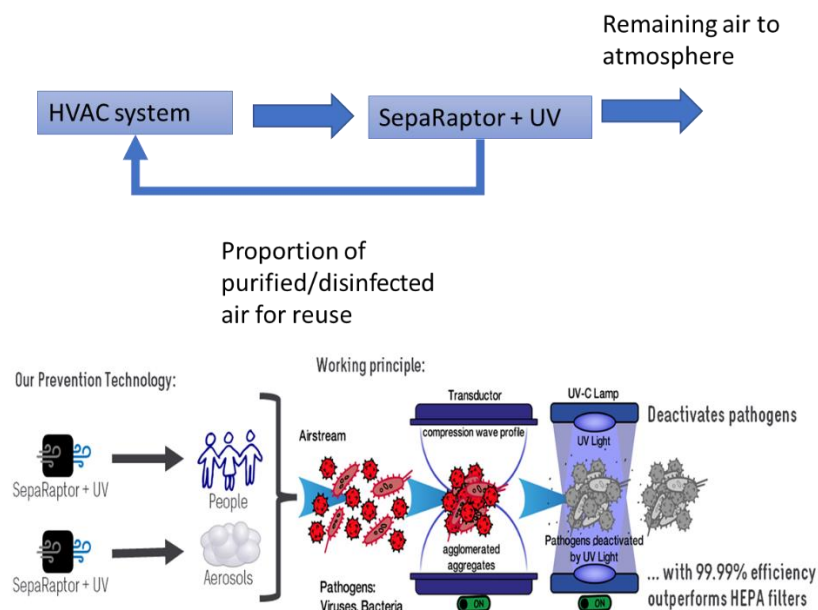 Remaining air to
atmosphere
HVAC system
SepaRaptor + UV
Proportion of
purified/disinfected
air for reuse
Our Prevention Technology:
SepaRaptor + UV
People
SepaRaptor + UV
Aerosols
Working principle:
Airstream
Pathogens:
Viruses, Bacteria
Transductor
compression wave profile
agglomerated
aggregates
ON
UV-C Lamp
UV Light
Pathogens deactivated
by UV Light
ON
Deactivates pathogens
... with 99.99% efficiency
outperforms HEPA filters